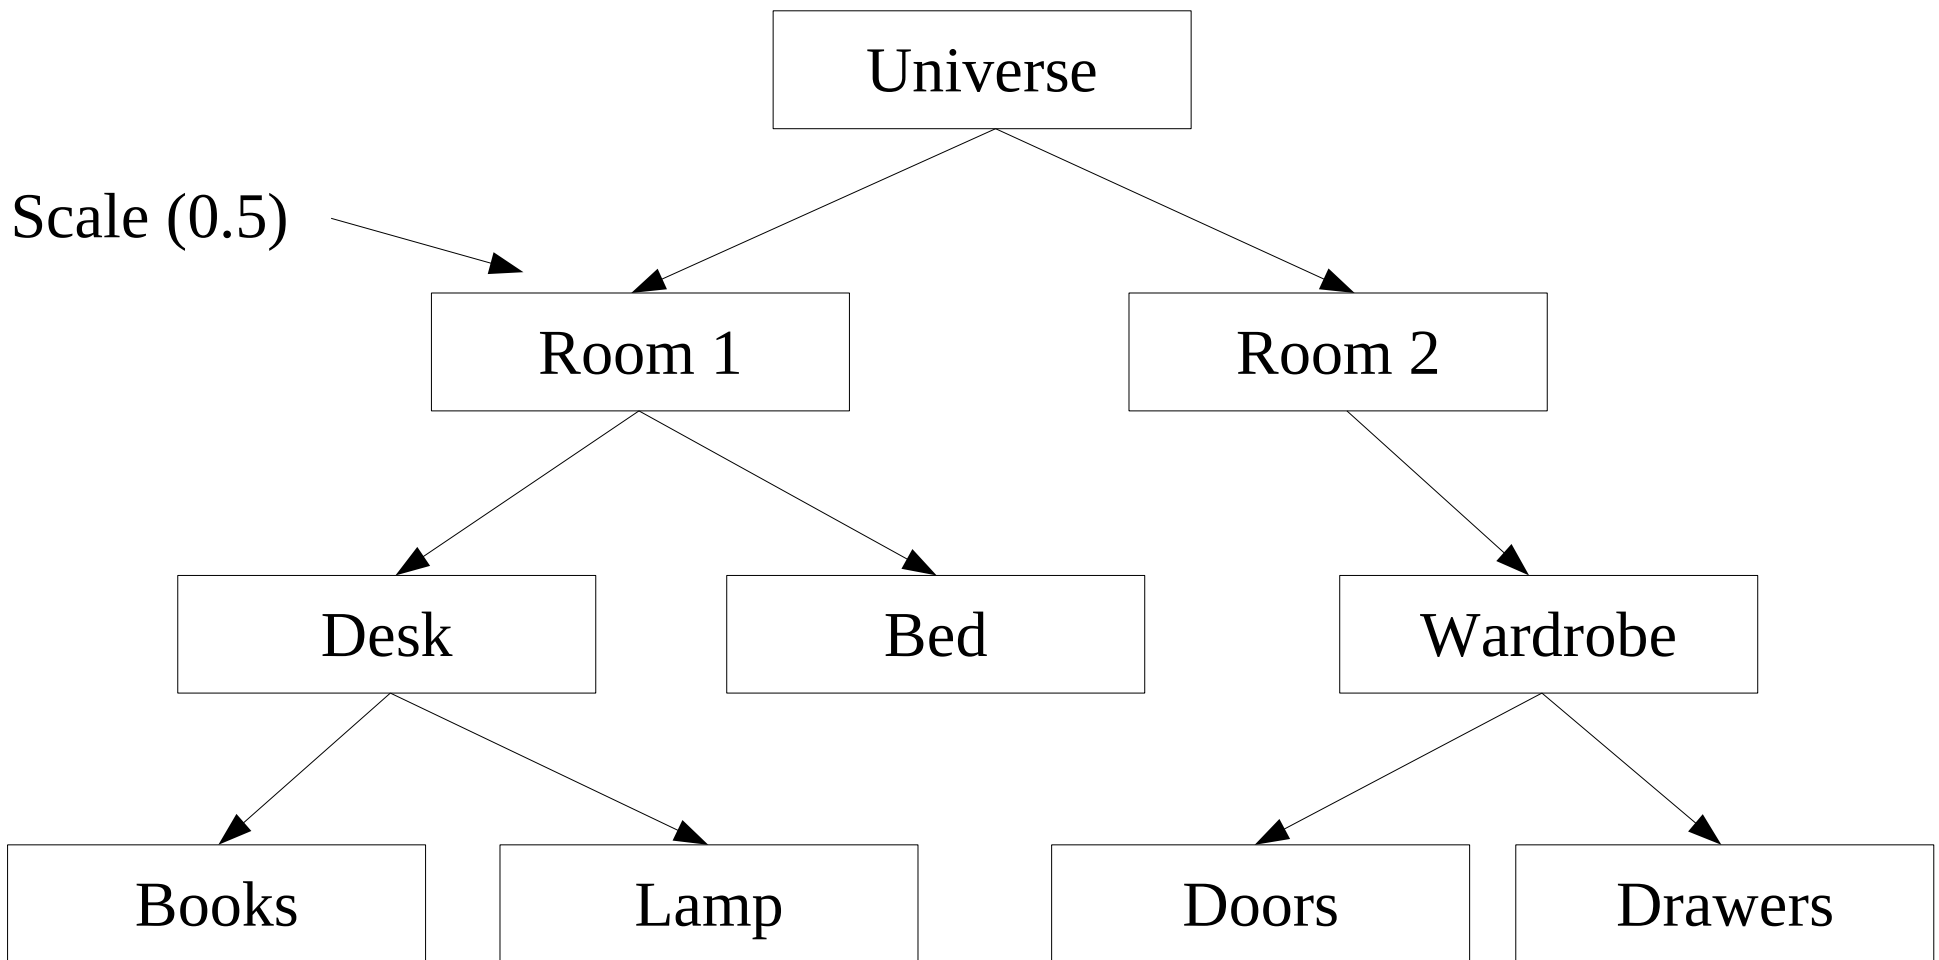 Universe
Scale (0.5)
Room 1
Room 2
Desk
Bed
Wardrobe
Books
Lamp
Doors
Drawers